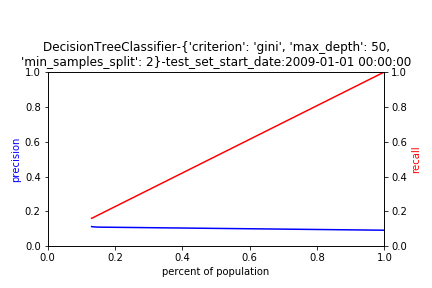 DecisionTreeClassifier-{'criterion': 'gini', 'max_depth': 50,
'min_samples_split': 2}-test_set_start_date:2009-01-01 00:00:00
1.0
0.8
0.6
0.4
0.2
0.0
precision
1.0
0.8
0.6
0.4
0.2
0.0
recall
0.0 0.2 0.4 0.6 0.8 1.0
percent of population